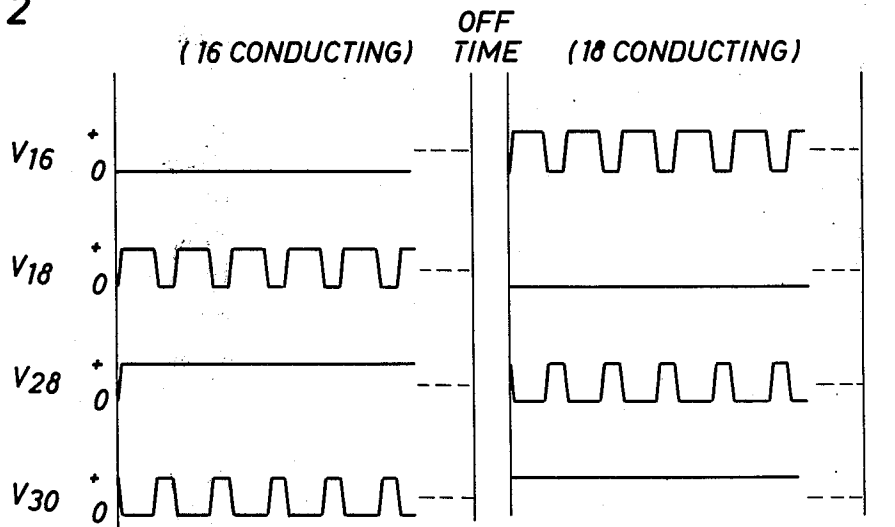 2
OFF
(16 CONDUCTING) TIME (18 CONDUCTING)
+
V16
0
+
V18
0
+
V28
0
+
V30
0